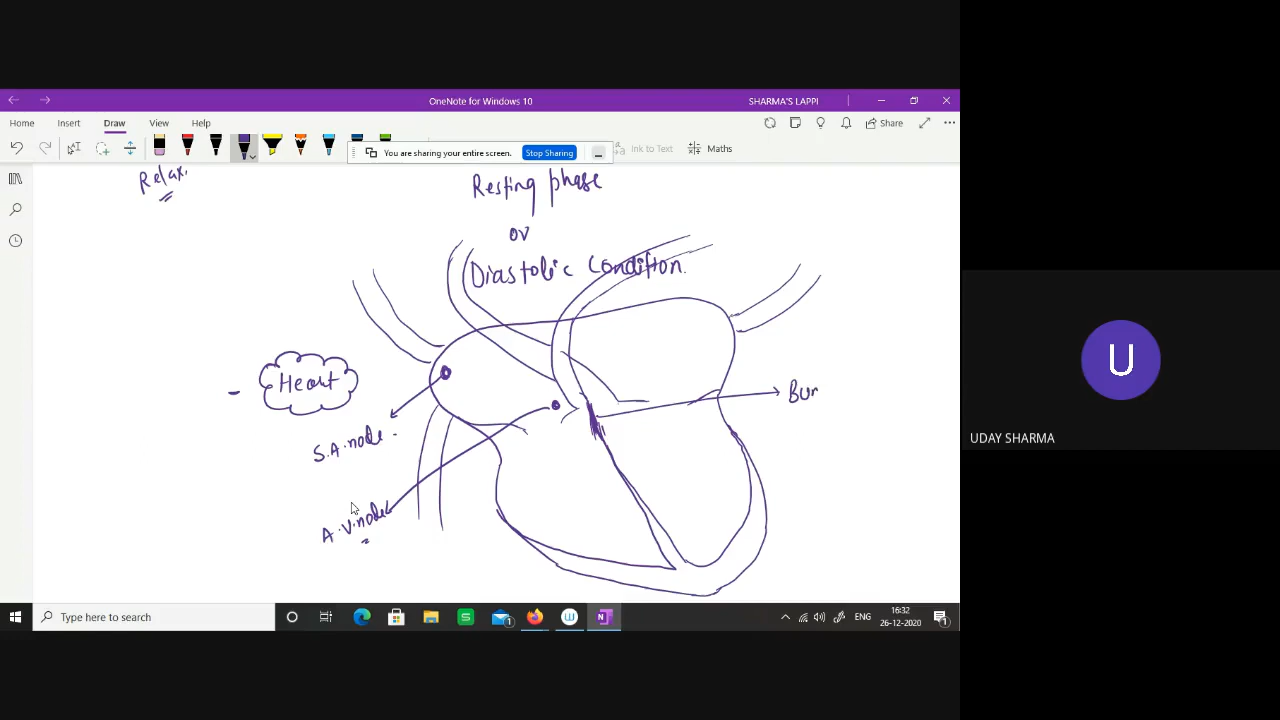 OneNote for Windows 10
SHARMA'S LAPPI
Home Insert Draw View Help
Share
You are sharing your entire screen. Stop Sharing
Ink to Text Maths
Relax.
Resting phase
or
Diastolic Condition.
Heart
Bun
S.A. node
A.V. node
UDAY SHARMA
U
Type here to search
ENG
16:32
26-12-2020